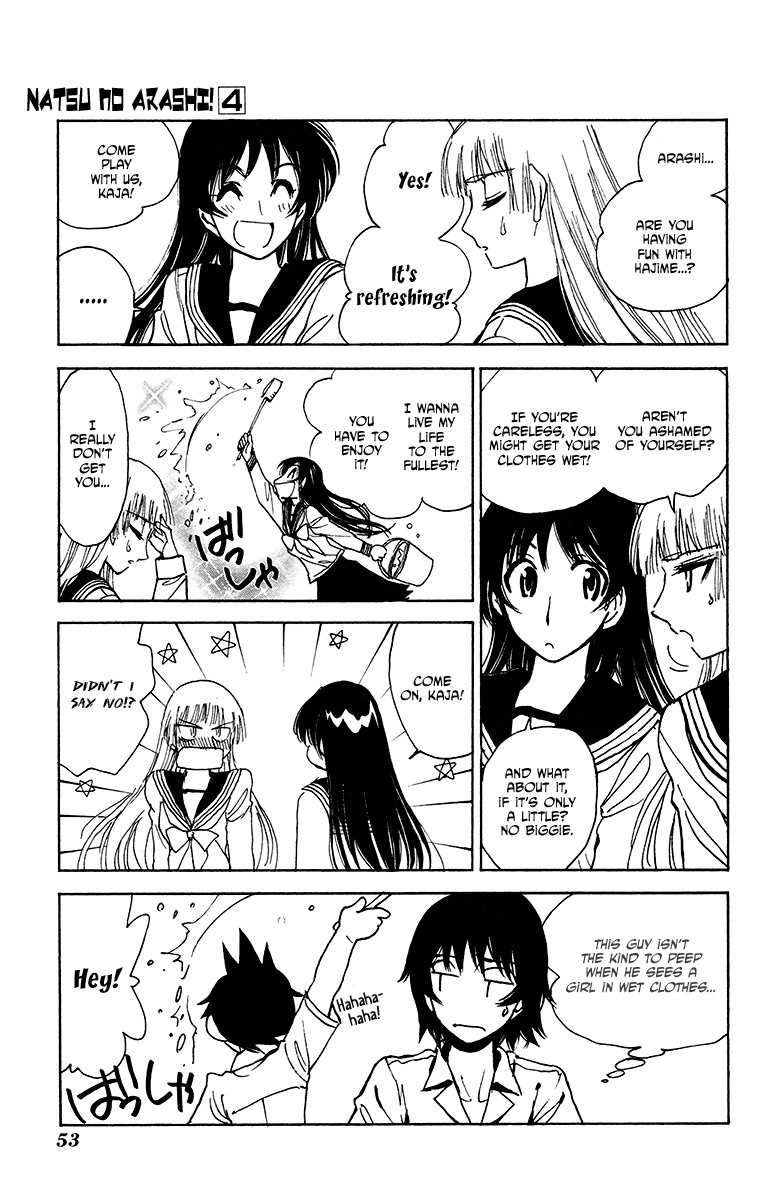 NATSU NO ARASHI! 4
ARASHI...
ARE YOU
HAVING
FUN WITH
HAJIME...?
Yes!
It's
refreshing!
COME
PLAY
WITH US,
KAJA!
.....
AREN'T
YOU ASHAMED
OF YOURSELF?
IF YOU'RE
CARELESS, YOU
MIGHT GET YOUR
CLOTHES WET!
AND WHAT
ABOUT IT,
IF IT'S ONLY
A LITTLE?
NO BIGGIE.
I WANNA
LIVE MY
LIFE
TO THE
FULLEST!
YOU
HAVE TO
ENJOY
IT!
ばっしゃ
I
REALLY
DON'T
GET
YOU...
COME
ON, KAJA!
DIDN'T I
SAY NO!?
THIS GUY ISN'T
THE KIND TO PEEP
WHEN HE SEES A
GIRL IN WET CLOTHES...
Hahaha-
haha!
Hey!
ばっしゃ
53